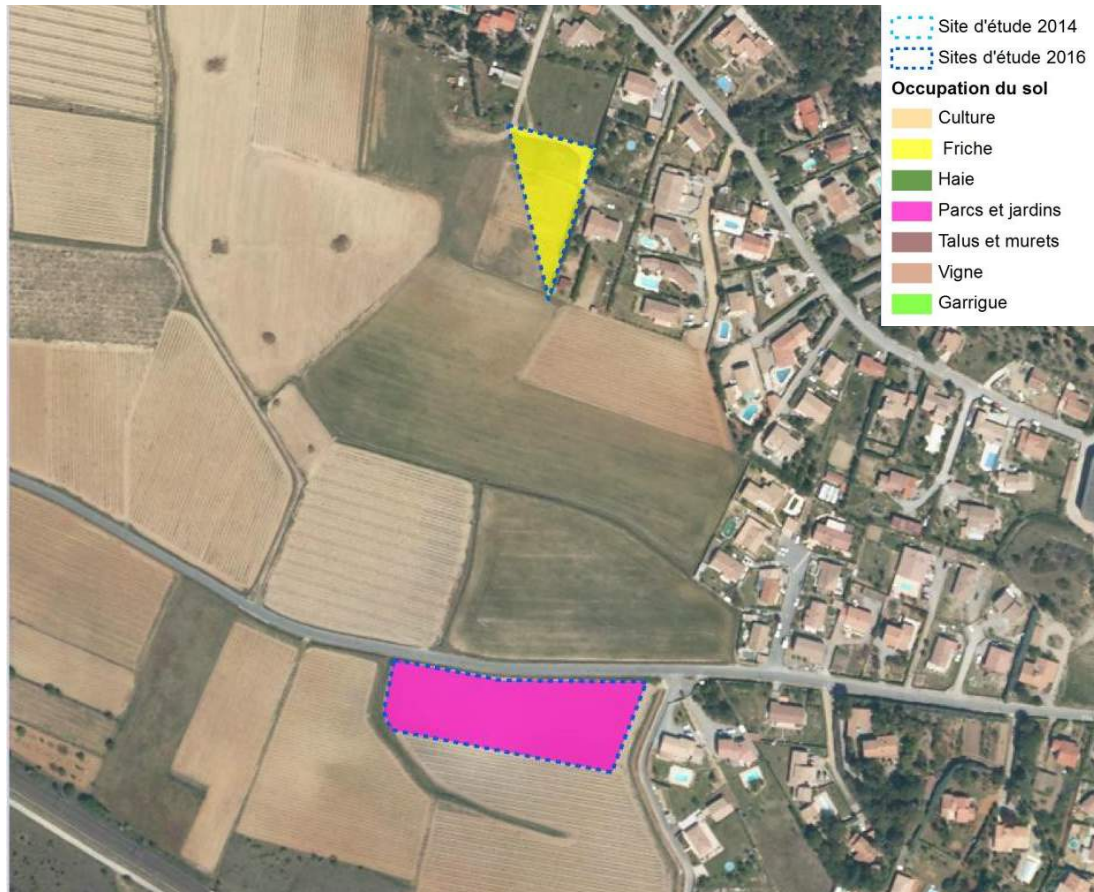 Site d'étude 2014
Sites d'étude 2016
Occupation du sol
Culture
Friche
Haie
Parcs et jardins
Talus et murets
Vigne
Garrigue